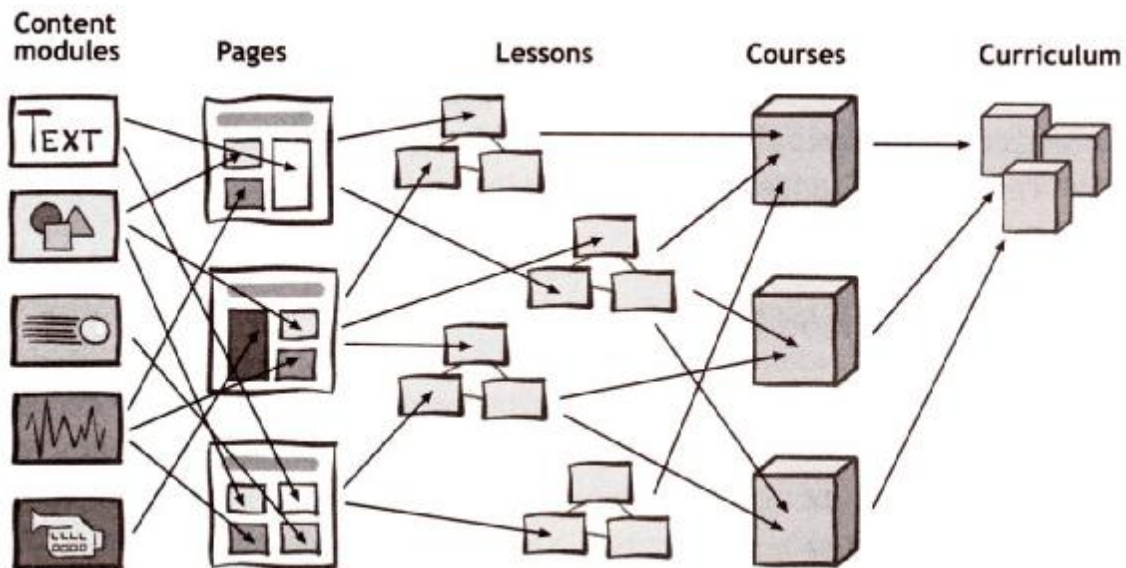 Content
modules
Pages
Lessons
Courses
Curriculum
TEXT